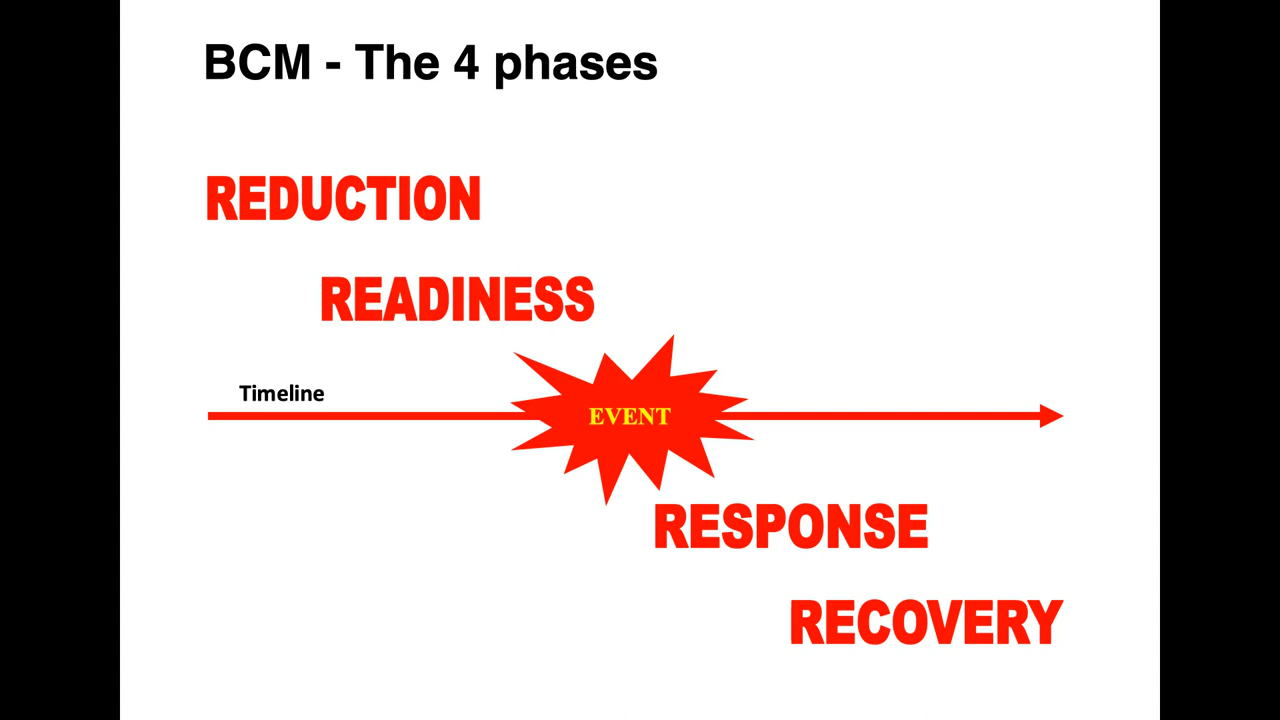 BCM - The 4 phases
REDUCTION
READINESS
Timeline
EVENT
RESPONSE
RECOVERY